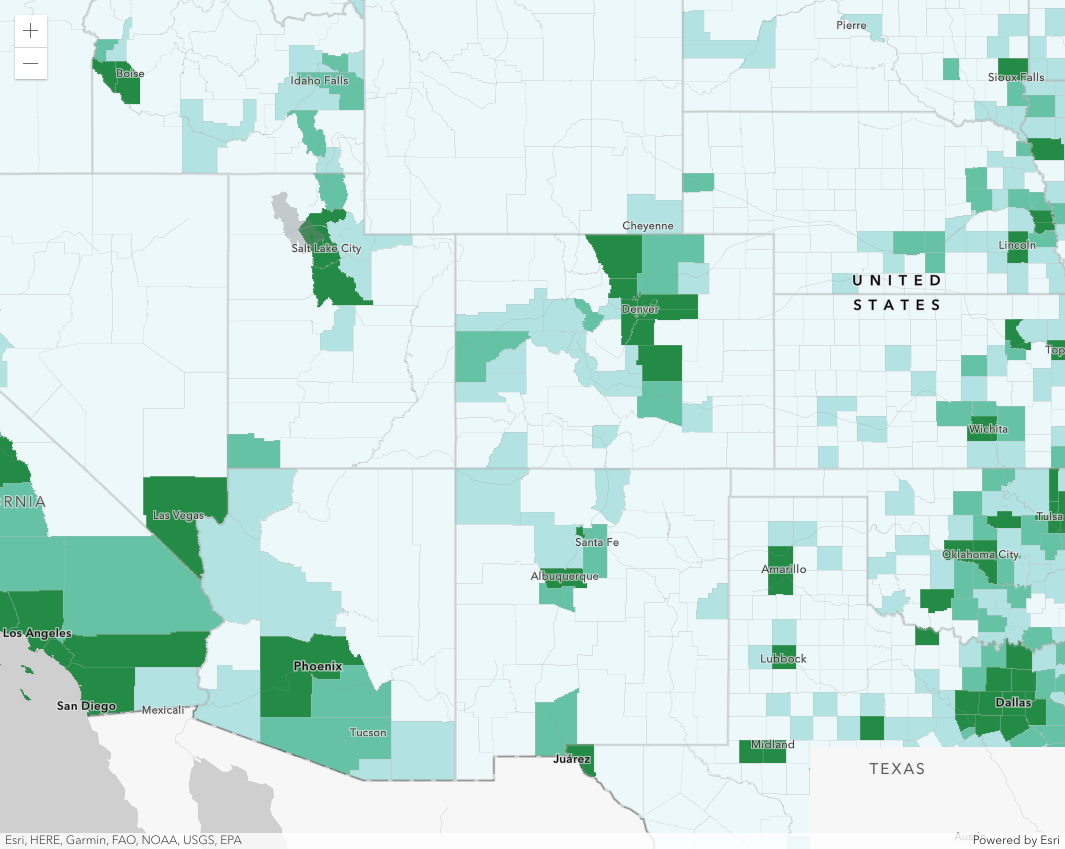 +
−
Pierre
Boise
Idaho Falls
Sioux Falls
Cheyenne
Salt Lake City
Lincoln
UNITED
STATES
Denver
Top
Wichita
ORNIA
Las Vegas
Tulsa
Santa Fe
Oklahoma City
Amarillo
Albuquerque
Los Angeles
Phoenix
Lubbock
San Diego
Mexicali
Dallas
Tucson
Midland
Juárez
TEXAS
Esri, HERE, Garmin, FAO, NOAA, USGS, EPA
Powered by Esri